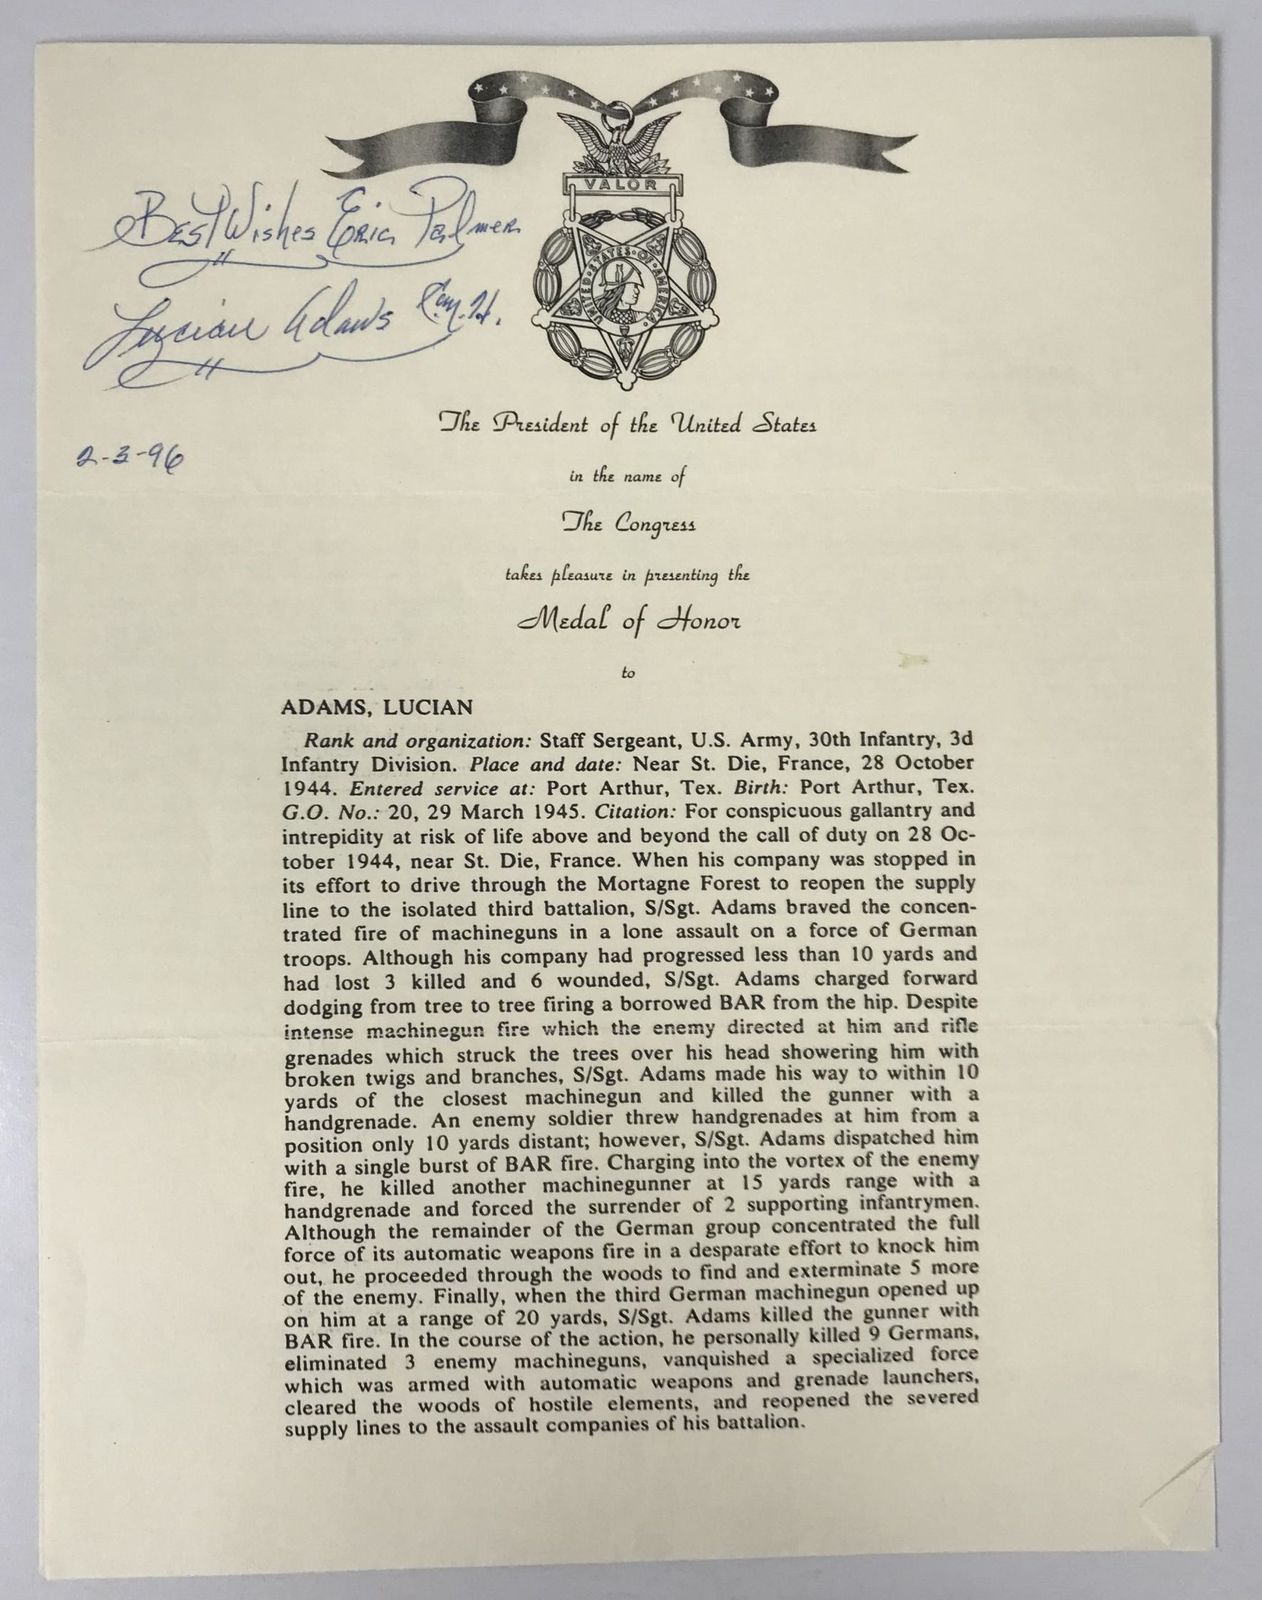 VALOR
UNITED·STATES·OF·AMERICA
Best Wishes Eric Palmer
Lucian Adams C.M.H.
2-3-96
The President of the United States
in the name of
The Congress
takes pleasure in presenting the
Medal of Honor
to
ADAMS, LUCIAN
Rank and organization: Staff Sergeant, U.S. Army, 30th Infantry, 3d
Infantry Division. Place and date: Near St. Die, France, 28 October
1944. Entered service at: Port Arthur, Tex. Birth: Port Arthur, Tex.
G.O. No.: 20, 29 March 1945. Citation: For conspicuous gallantry and
intrepidity at risk of life above and beyond the call of duty on 28 Oc-
tober 1944, near St. Die, France. When his company was stopped in
its effort to drive through the Mortagne Forest to reopen the supply
line to the isolated third battalion, S/Sgt. Adams braved the concen-
trated fire of machineguns in a lone assault on a force of German
troops. Although his company had progressed less than 10 yards and
had lost 3 killed and 6 wounded, S/Sgt. Adams charged forward
dodging from tree to tree firing a borrowed BAR from the hip. Despite
intense machinegun fire which the enemy directed at him and rifle
grenades which struck the trees over his head showering him with
broken twigs and branches, S/Sgt. Adams made his way to within 10
yards of the closest machinegun and killed the gunner with a
handgrenade. An enemy soldier threw handgrenades at him from a
position only 10 yards distant; however, S/Sgt. Adams dispatched him
with a single burst of BAR fire. Charging into the vortex of the enemy
fire, he killed another machinegunner at 15 yards range with a
handgrenade and forced the surrender of 2 supporting infantrymen.
Although the remainder of the German group concentrated the full
force of its automatic weapons fire in a desparate effort to knock him
out, he proceeded through the woods to find and exterminate 5 more
of the enemy. Finally, when the third German machinegun opened up
on him at a range of 20 yards, S/Sgt. Adams killed the gunner with
BAR fire. In the course of the action, he personally killed 9 Germans,
eliminated 3 enemy machineguns, vanquished a specialized force
which was armed with automatic weapons and grenade launchers,
cleared the woods of hostile elements, and reopened the severed
supply lines to the assault companies of his battalion.